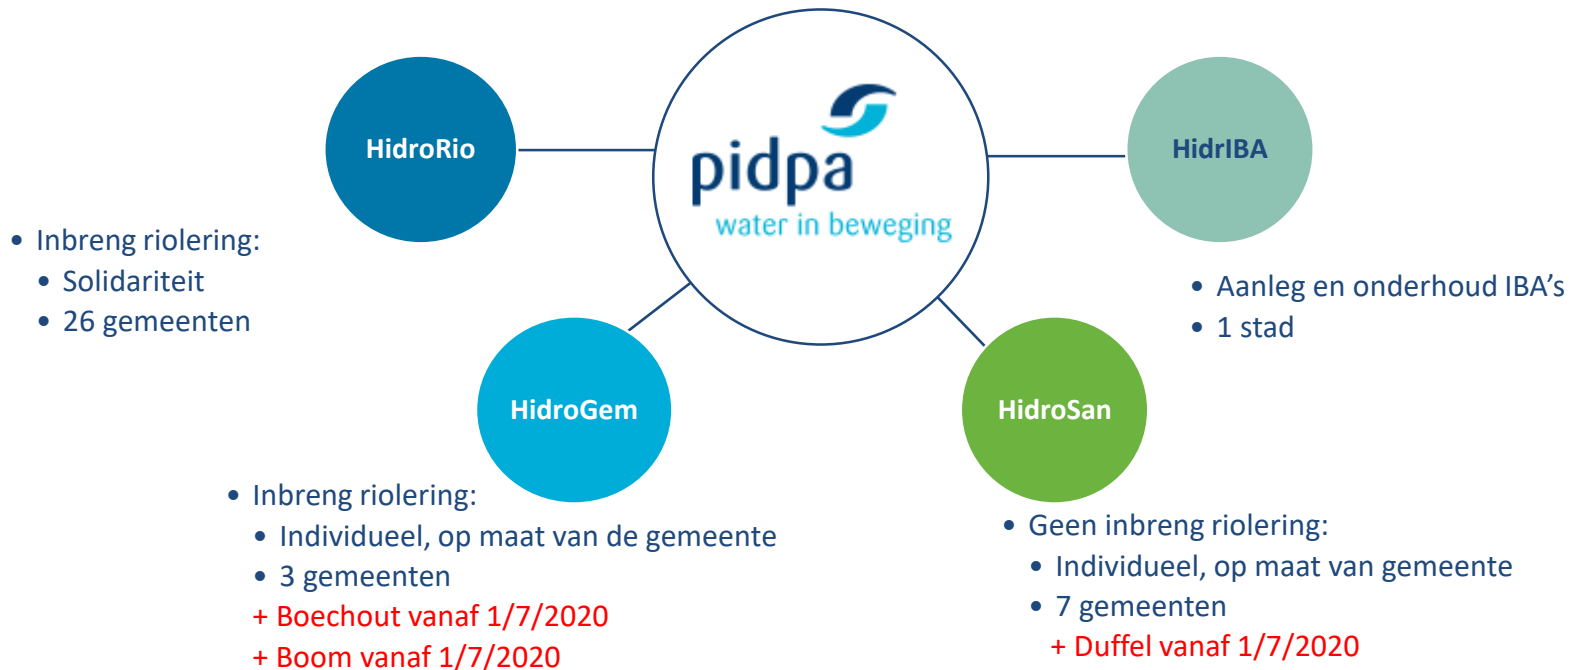 HidroRio
pidpa
water in beweging
HidrIBA
• Inbreng riolering:
• Solidariteit
• 26 gemeenten
• Aanleg en onderhoud IBA's
• 1 stad
HidroGem
HidroSan
• Inbreng riolering:
• Individueel, op maat van de gemeente
• 3 gemeenten
+ Boechout vanaf 1/7/2020
+ Boom vanaf 1/7/2020
• Geen inbreng riolering:
• Individueel, op maat van gemeente
• 7 gemeenten
+ Duffel vanaf 1/7/2020